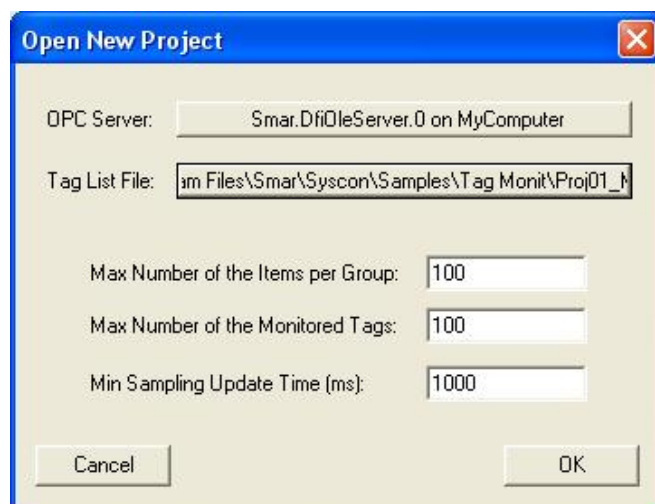 Open New Project
OPC Server: Smar.DfiOleServer.0 on MyComputer
Tag List File: am Files\Smar\Syscon\Samples\Tag Monit\Proj01_N
Max Number of the Items per Group: 100
Max Number of the Monitored Tags: 100
Min Sampling Update Time (ms): 1000
Cancel OK